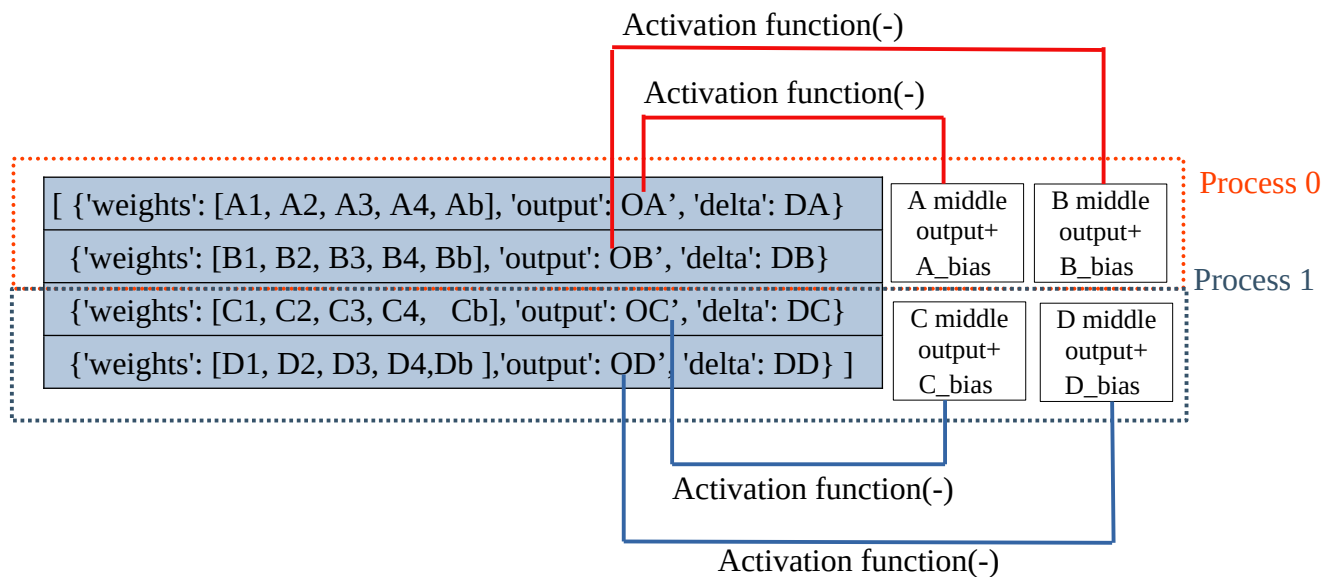 Activation function(-)
Activation function(-)
Process 0
[ {'weights': [A1, A2, A3, A4, Ab], 'output': OA’, 'delta': DA}
A middle
output+
A_bias
B middle
output+
B_bias
{'weights': [B1, B2, B3, B4, Bb], 'output': OB’, 'delta': DB}
Process 1
{'weights': [C1, C2, C3, C4, Cb], 'output': OC’, 'delta': DC}
C middle
output+
C_bias
D middle
output+
D_bias
{'weights': [D1, D2, D3, D4,Db ],'output': OD’, 'delta': DD} ]
Activation function(-)
Activation function(-)